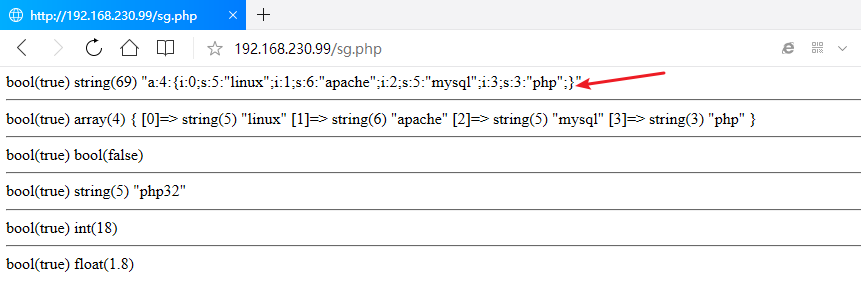 http://192.168.230.99/sg.php
192.168.230.99/sg.php
bool(true) string(69) "a:4:{i:0;s:5:"linux";i:1;s:6:"apache";i:2;s:5:"mysql";i:3;s:3:"php";}"
bool(true) array(4) { [0]=> string(5) "linux" [1]=> string(6) "apache" [2]=> string(5) "mysql" [3]=> string(3) "php" }
bool(true) bool(false)
bool(true) string(5) "php32"
bool(true) int(18)
bool(true) float(1.8)